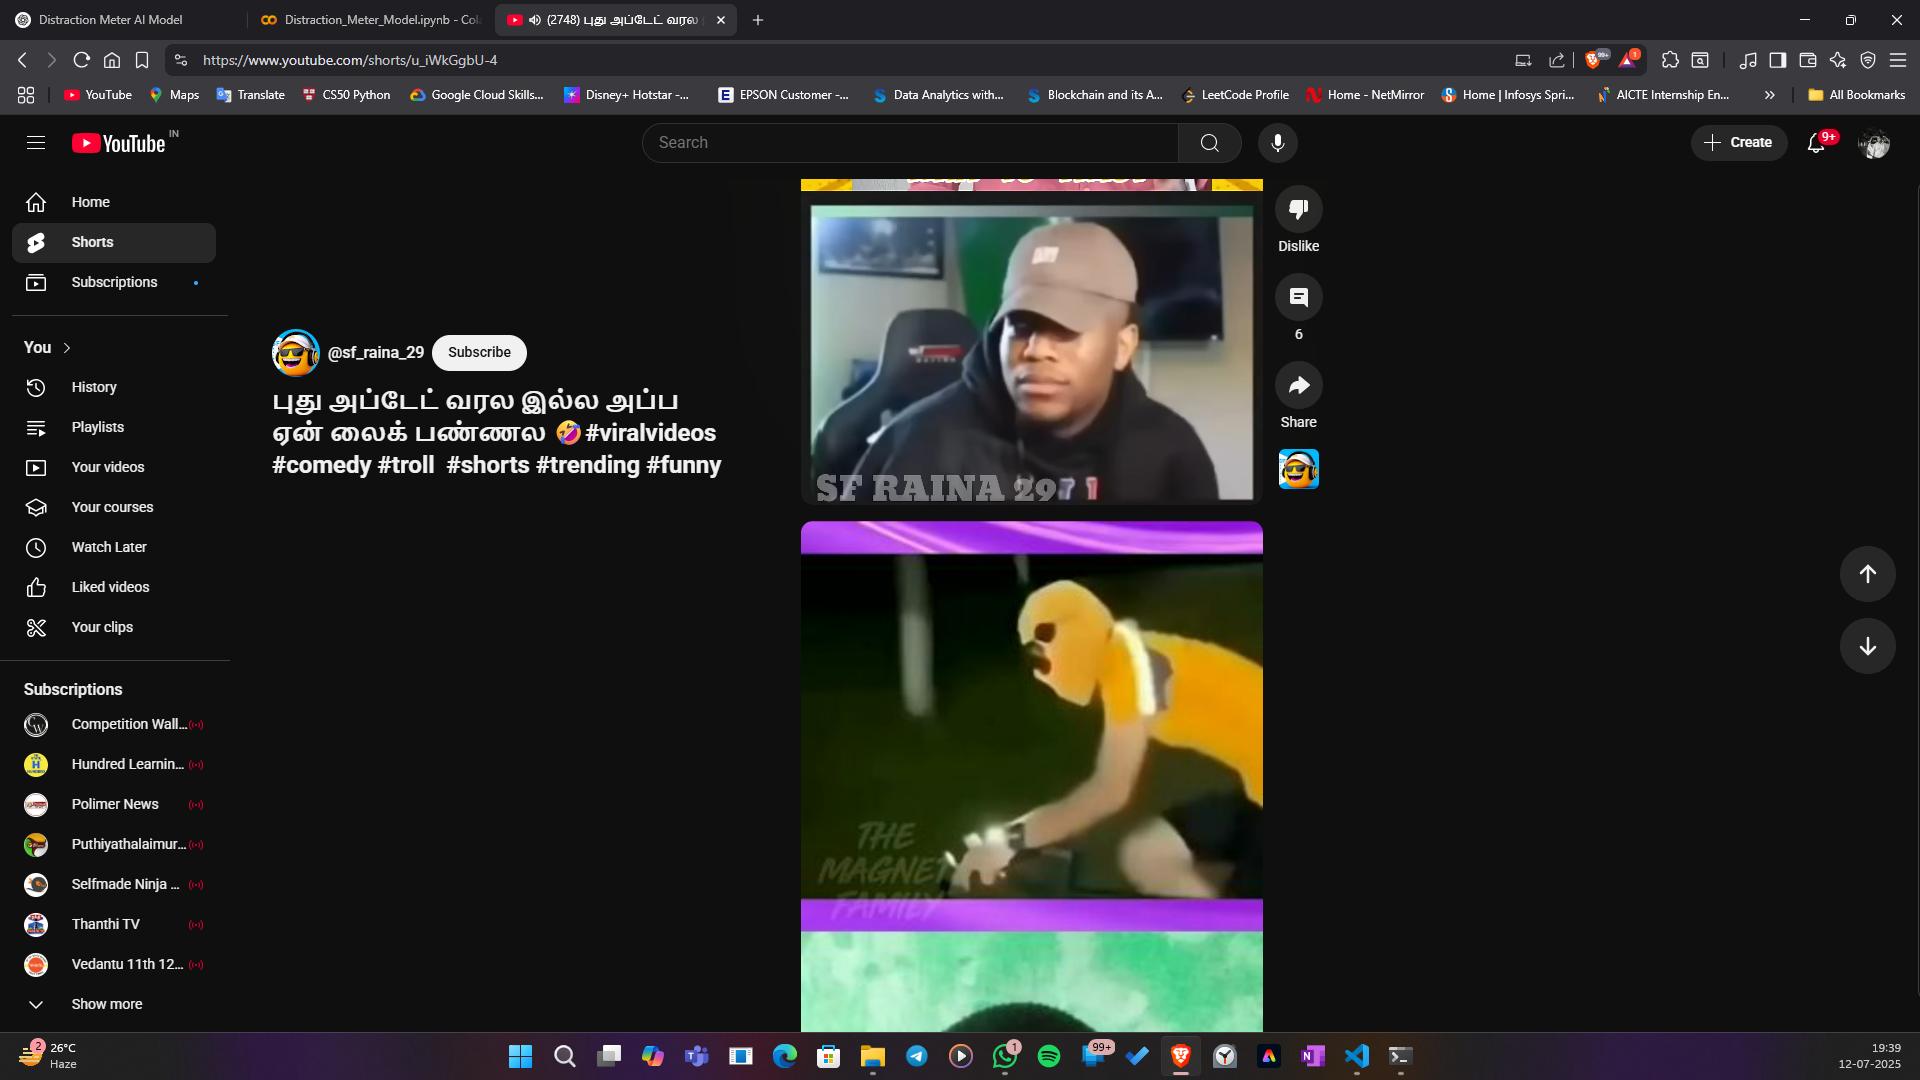 Distraction Meter AI Model
Distraction_Meter_Model.ipynb - Col
(2748) புது அப்டேட் வரல
https://www.youtube.com/shorts/u_iWkGgbU-4
99+
1
YouTube
Maps
Translate
CS50 Python
Google Cloud Skills...
Disney+ Hotstar -...
EPSON Customer -...
Data Analytics with...
Blockchain and its A...
LeetCode Profile
Home - NetMirror
Home | Infosys Spri...
AICTE Internship En...
All Bookmarks
YouTube IN
Search
Create
9+
Home
Shorts
Subscriptions
You
History
Playlists
Your videos
Your courses
Watch Later
Liked videos
Your clips
Subscriptions
Competition Wall...
Hundred Learnin...
Polimer News
Puthiyathalaimur...
Selfmade Ninja ...
Thanthi TV
Vedantu 11th 12...
Show more
@sf_raina_29
Subscribe
புது அப்டேட் வரல இல்ல அப்ப
ஏன் லைக் பண்ணல 🤣#viralvideos
#comedy #troll #shorts #trending #funny
SF RAINA 29
71
THE
MAGNET
FAMILY
Dislike
6
Share
2
26°C
Haze
1
99+
19:39
12-07-2025